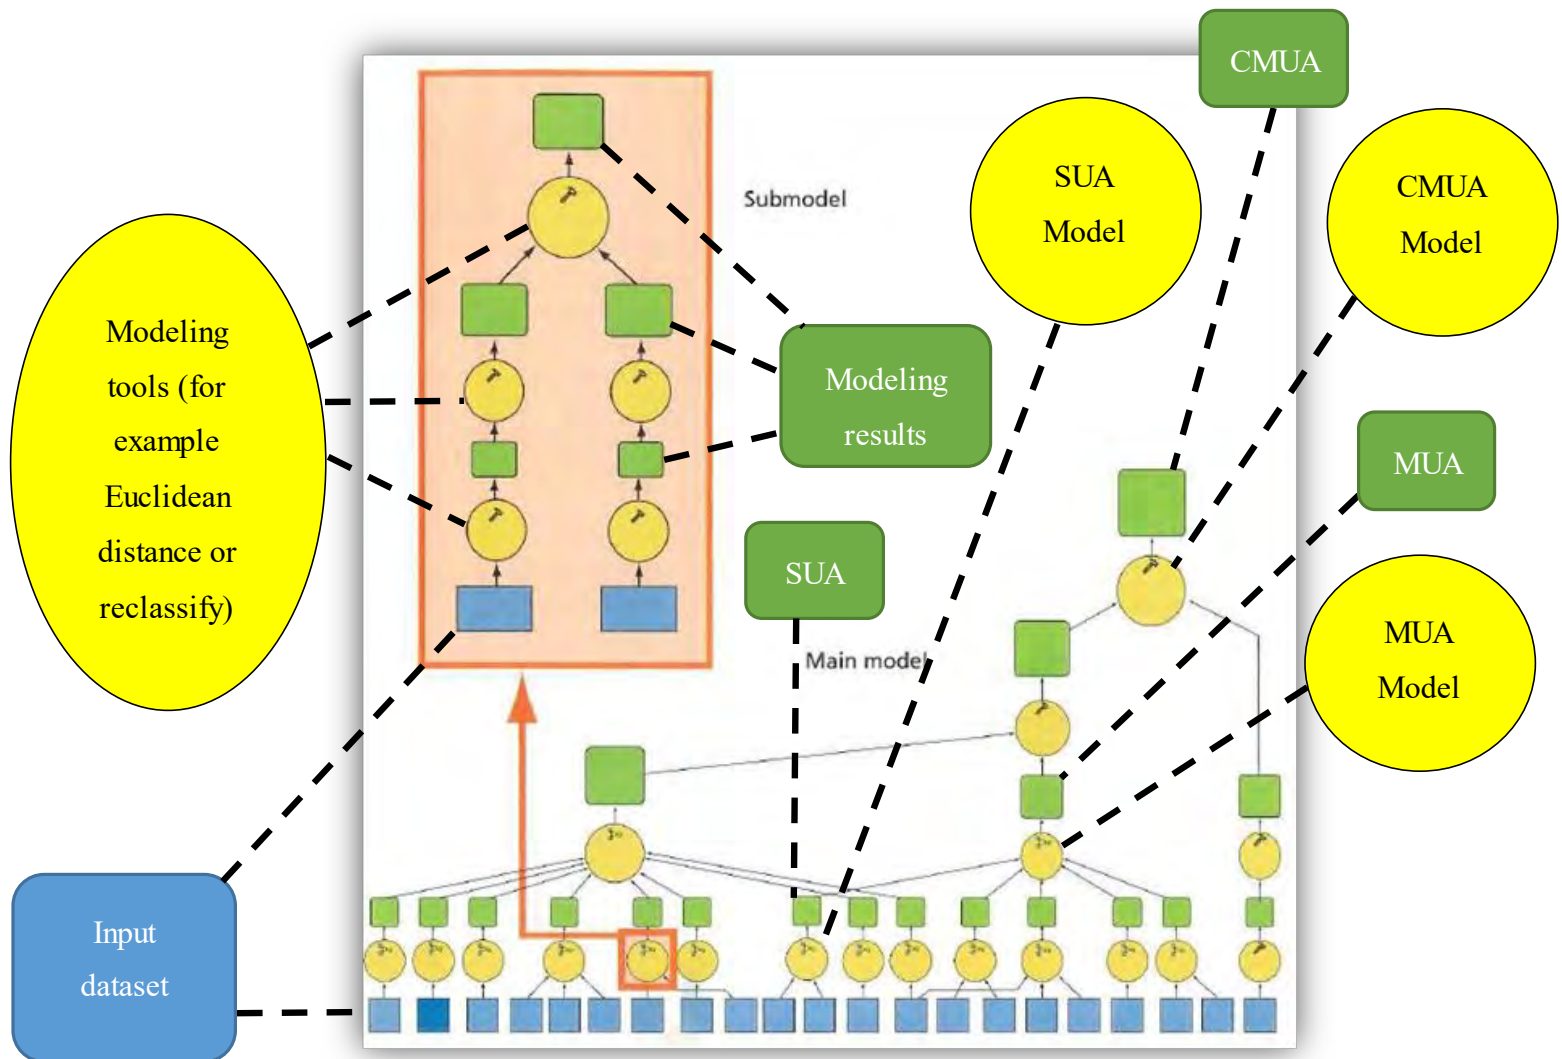 CMUA
SUA
Model
CMUA
Model
Submodel
Modeling
tools (for
example
Euclidean
distance or
reclassify)
Modeling
results
MUA
SUA
MUA
Model
Main model
Input
dataset